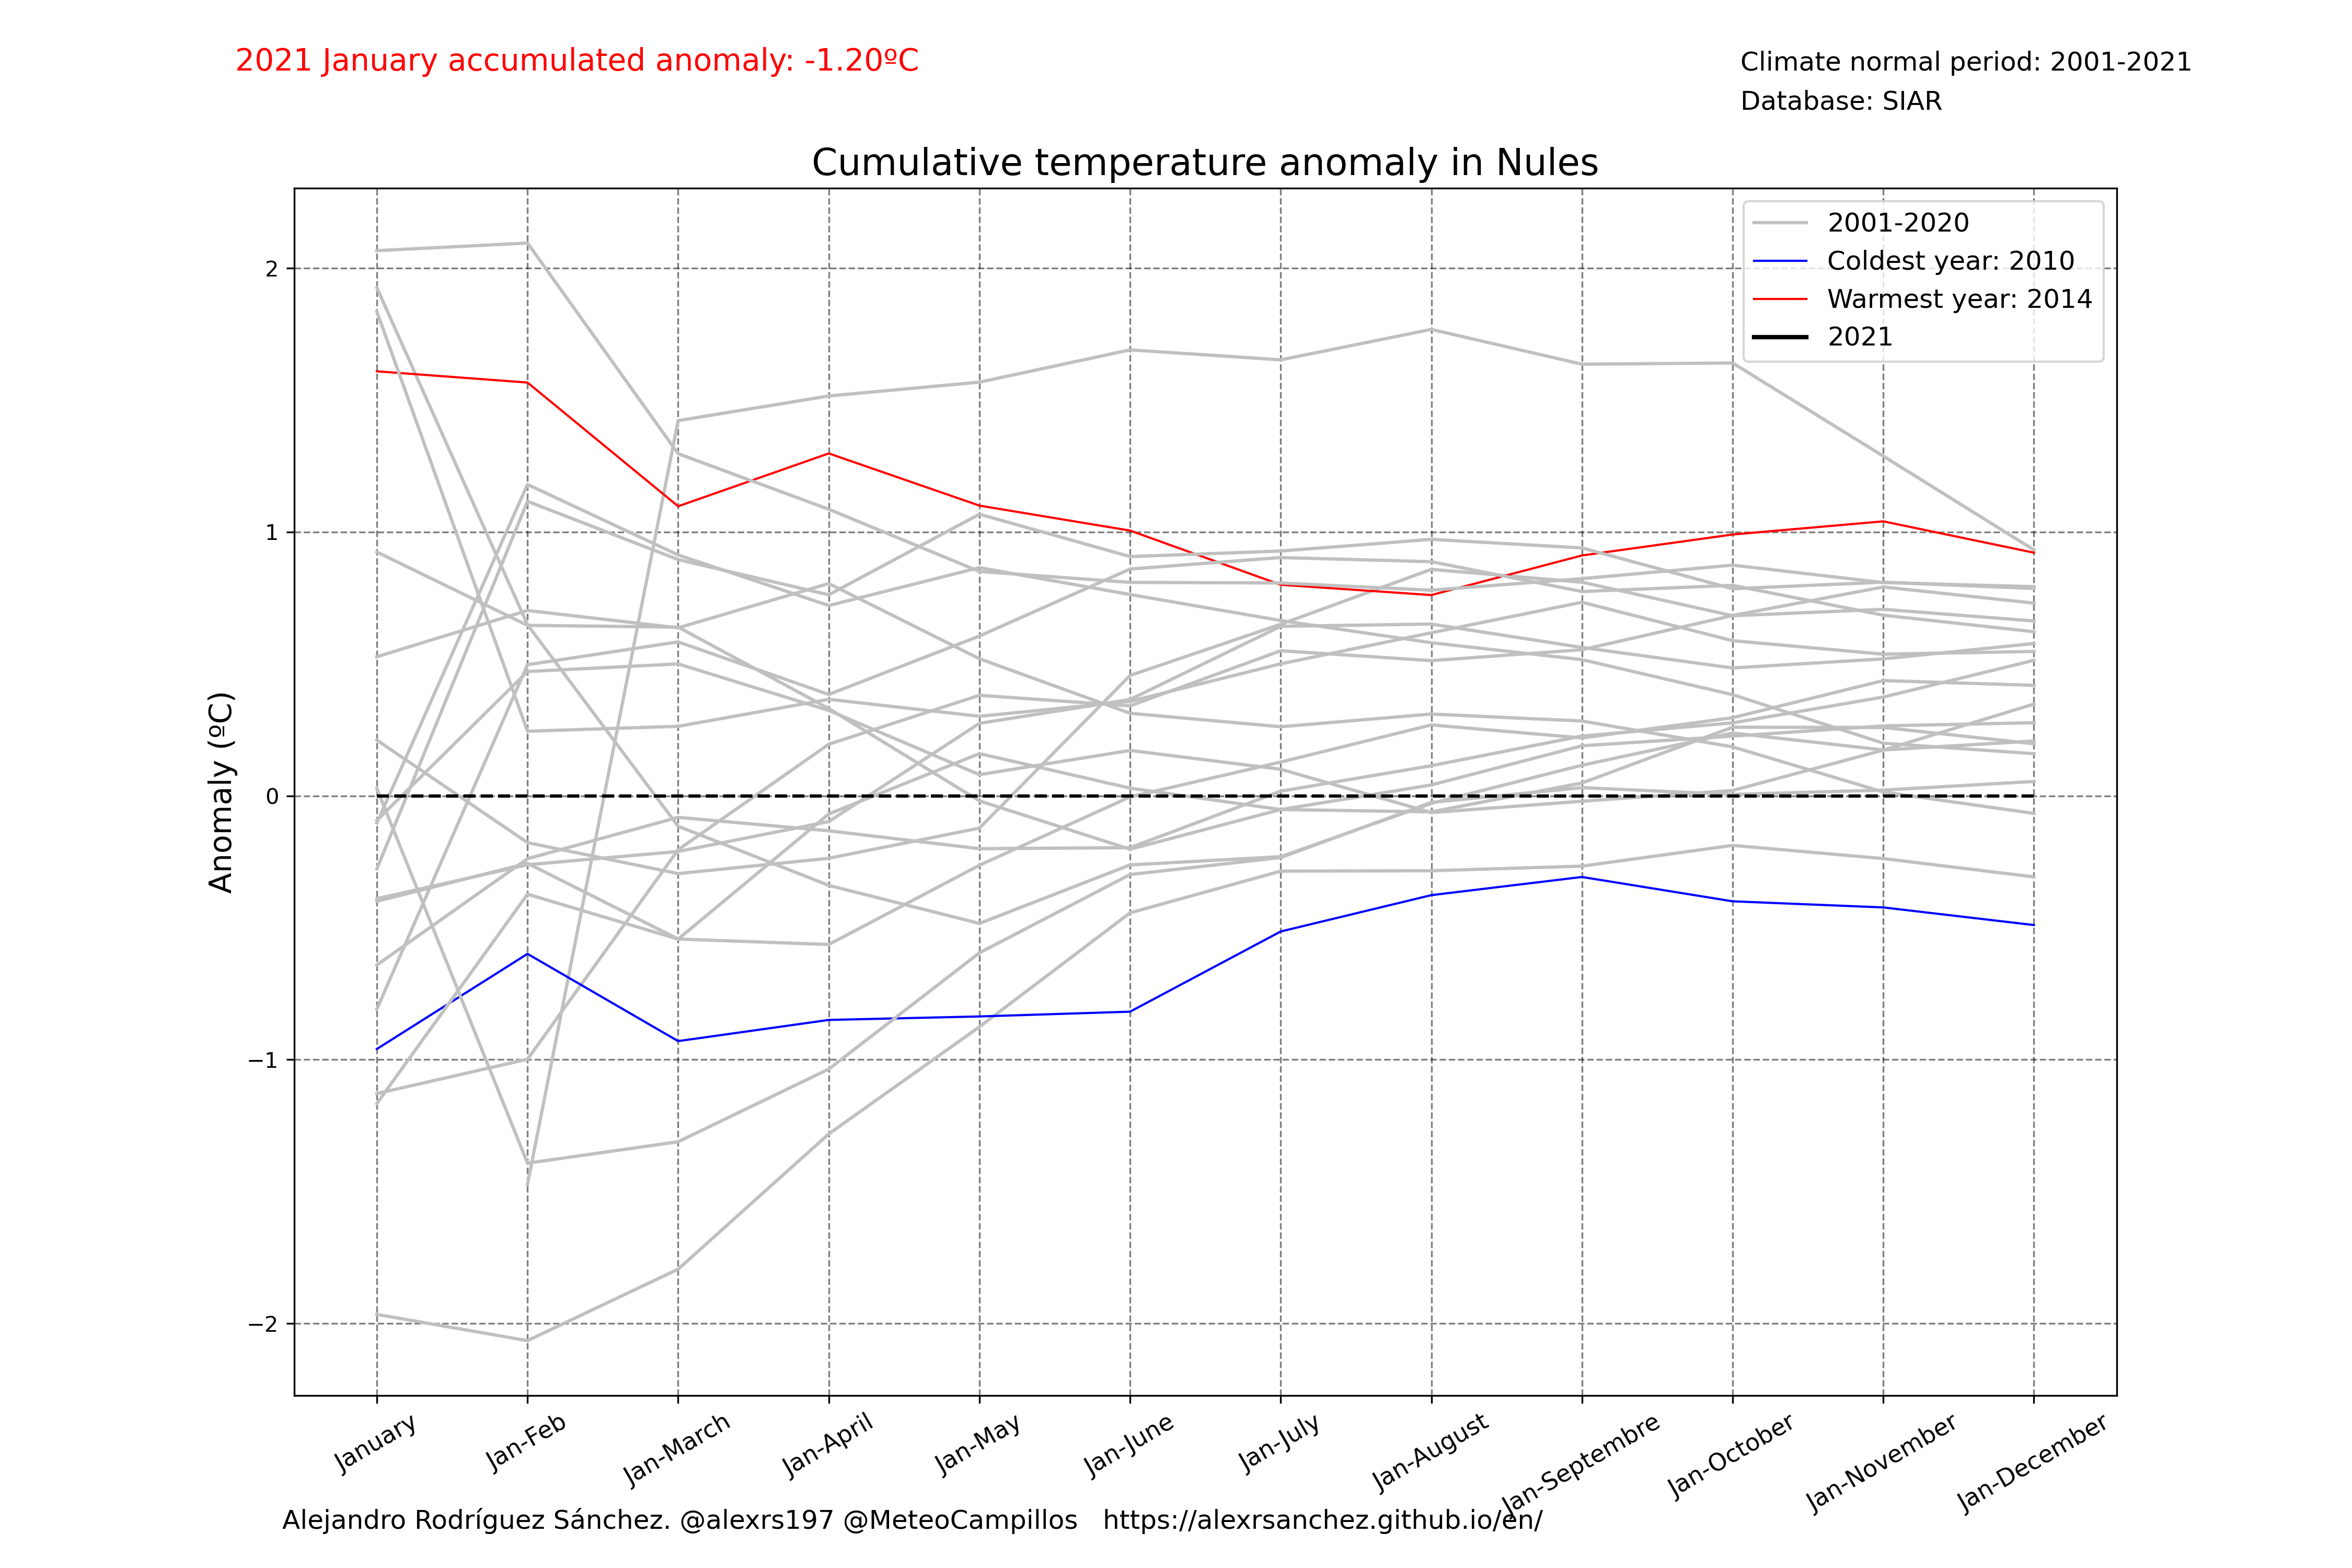 2021 January accumulated anomaly: -1.20ºC
Climate normal period: 2001-2021
Database: SIAR
Cumulative temperature anomaly in Nules
2001-2020
Coldest year: 2010
Warmest year: 2014
2021
Anomaly (ºC)
2
1
0
−1
−2
January
Jan-Feb
Jan-March
Jan-April
Jan-May
Jan-June
Jan-July
Jan-August
Jan-Septembre
Jan-October
Jan-November
Jan-December
Alejandro Rodríguez Sánchez. @alexrs197 @MeteoCampillos   https://alexrsanchez.github.io/en/